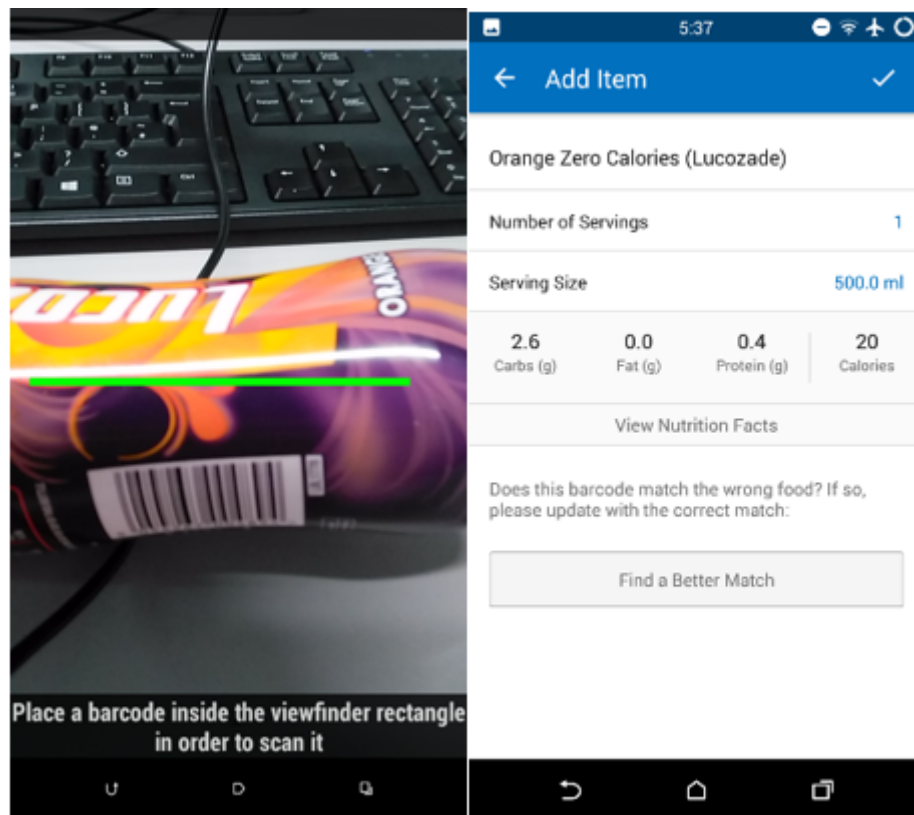 LUCOZ
ORANGE
Place a barcode inside the viewfinder rectangle
in order to scan it
5:37
Add Item
Orange Zero Calories (Lucozade)
Number of Servings
1
Serving Size
500.0 ml
2.6
0.0
0.4
20
Carbs (g)
Fat (g)
Protein (g)
Calories
View Nutrition Facts
Does this barcode match the wrong food? If so,
please update with the correct match:
Find a Better Match